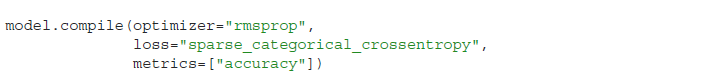 model.compile(optimizer="rmsprop",
              loss="sparse_categorical_crossentropy",
              metrics=["accuracy"])